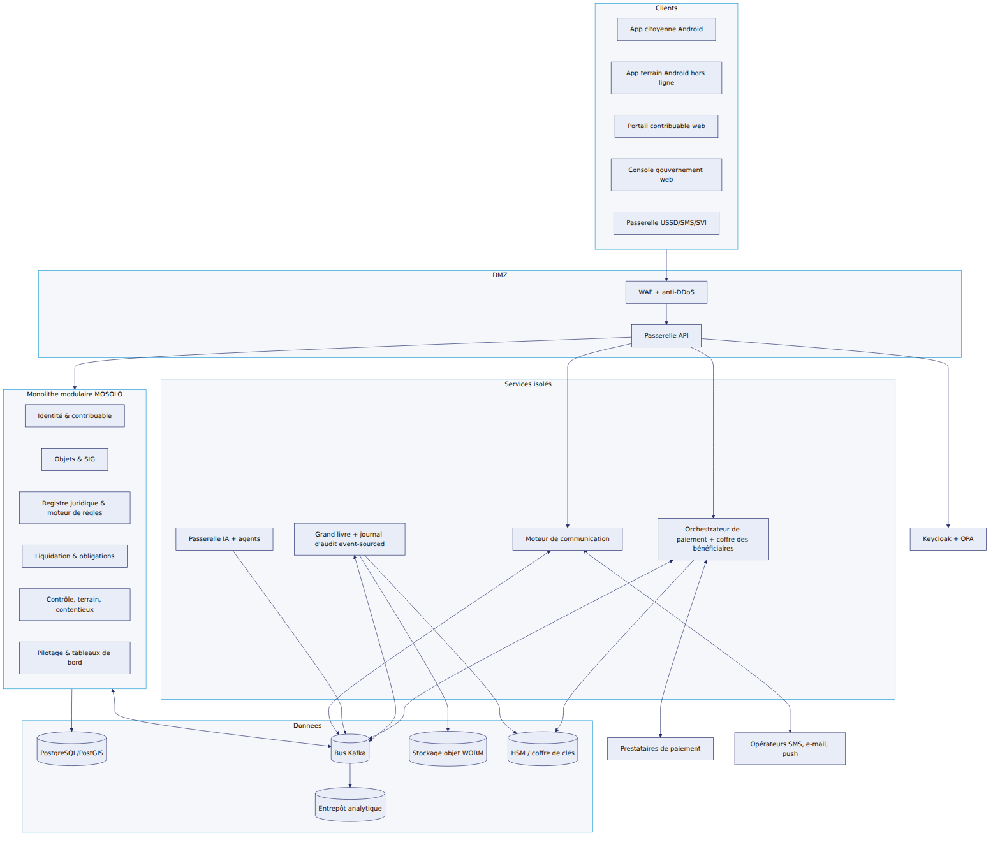 Clients
App citoyenne Android
App terrain Android hors
ligne
Portail contribuable web
Console gouvernement
web
Passerelle USSD/SMS/SVI
DMZ
WAF + anti-DDoS
Passerelle API
Monolithe modulaire MOSOLO
Identité & contribuable
Objets & SIG
Registre juridique &
moteur de règles
Liquidation & obligations
Contrôle, terrain,
contentieux
Pilotage & tableaux de
bord
Services isolés
Passerelle IA + agents
Grand livre + journal
d'audit event-sourced
Moteur de communication
Orchestrateur de
paiement + coffre des
bénéficiaires
Keycloak + OPA
Donnees
PostgreSQL/PostGIS
Bus Kafka
Stockage objet WORM
HSM / coffre de clés
Entrepôt analytique
Prestataires de paiement
Opérateurs SMS, e-mail,
push